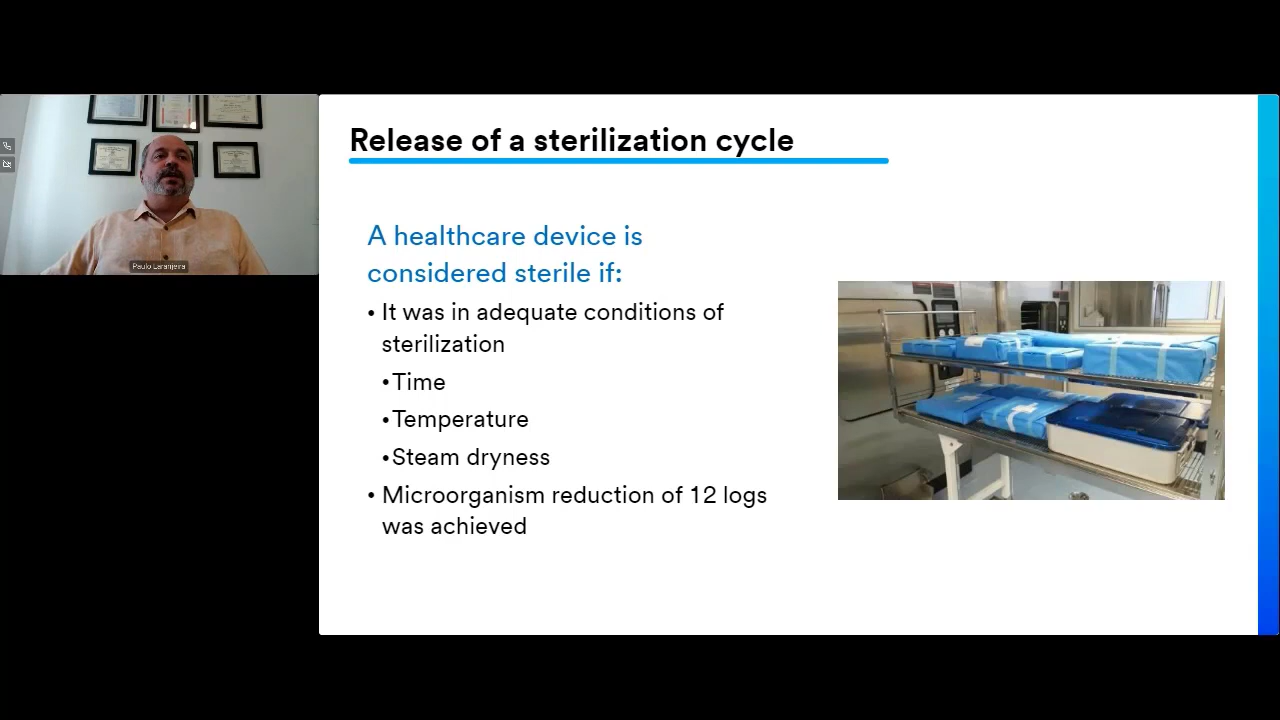 Release of a sterilization cycle
A healthcare device is
considered sterile if:
• It was in adequate conditions of
sterilization
•Time
•Temperature
•Steam dryness
• Microorganism reduction of 12 logs
was achieved
Paulo Laranjeira